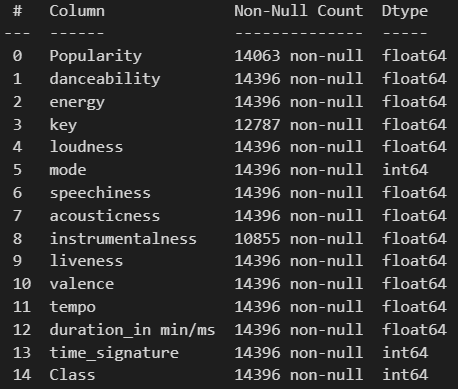 #   Column              Non-Null Count  Dtype
---  ------              --------------  -----
0   Popularity          14063 non-null  float64
1   danceability        14396 non-null  float64
2   energy              14396 non-null  float64
3   key                 12787 non-null  float64
4   loudness            14396 non-null  float64
5   mode                14396 non-null  int64
6   speechiness         14396 non-null  float64
7   acousticness        14396 non-null  float64
8   instrumentalness    10855 non-null  float64
9   liveness            14396 non-null  float64
10  valence             14396 non-null  float64
11  tempo               14396 non-null  float64
12  duration_in min/ms  14396 non-null  float64
13  time_signature      14396 non-null  int64
14  Class               14396 non-null  int64